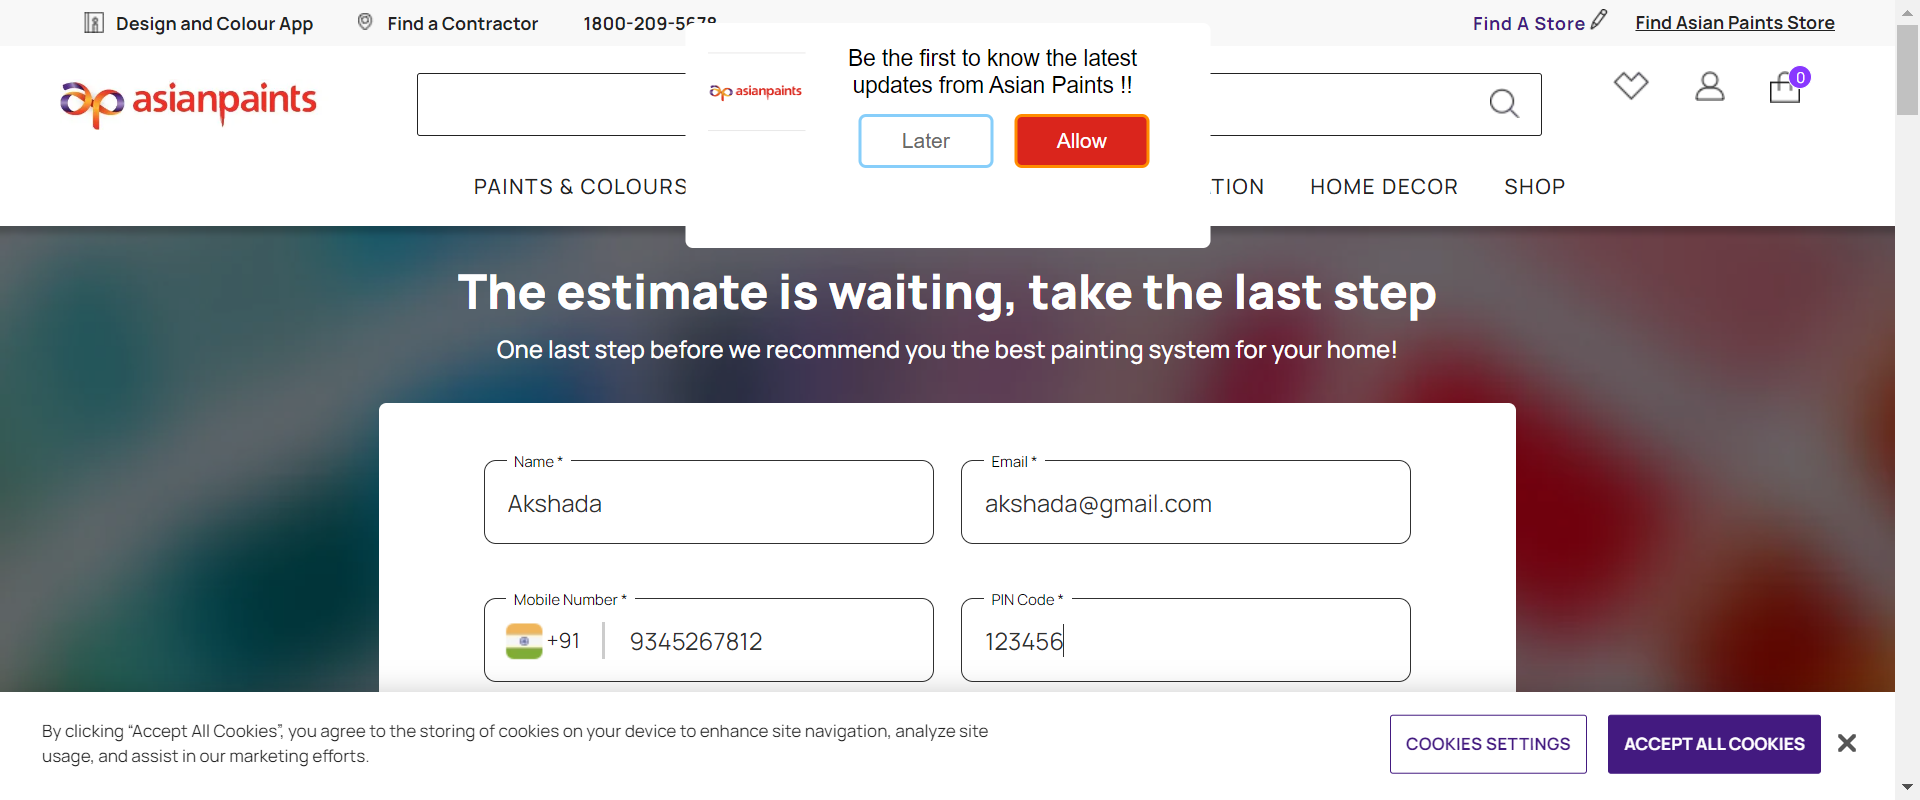 Design and Colour App
Find a Contractor
1800-209-5678
Find A Store
Find Asian Paints Store
asianpaints
asianpaints
Be the first to know the latest
updates from Asian Paints !!
Later
Allow
0
PAINTS & COLOURS
TION
HOME DECOR
SHOP
The estimate is waiting, take the last step
One last step before we recommend you the best painting system for your home!
Name *
Akshada
Email *
akshada@gmail.com
Mobile Number *
+91
9345267812
PIN Code *
123456
By clicking “Accept All Cookies”, you agree to the storing of cookies on your device to enhance site navigation, analyze site
usage, and assist in our marketing efforts.
COOKIES SETTINGS
ACCEPT ALL COOKIES